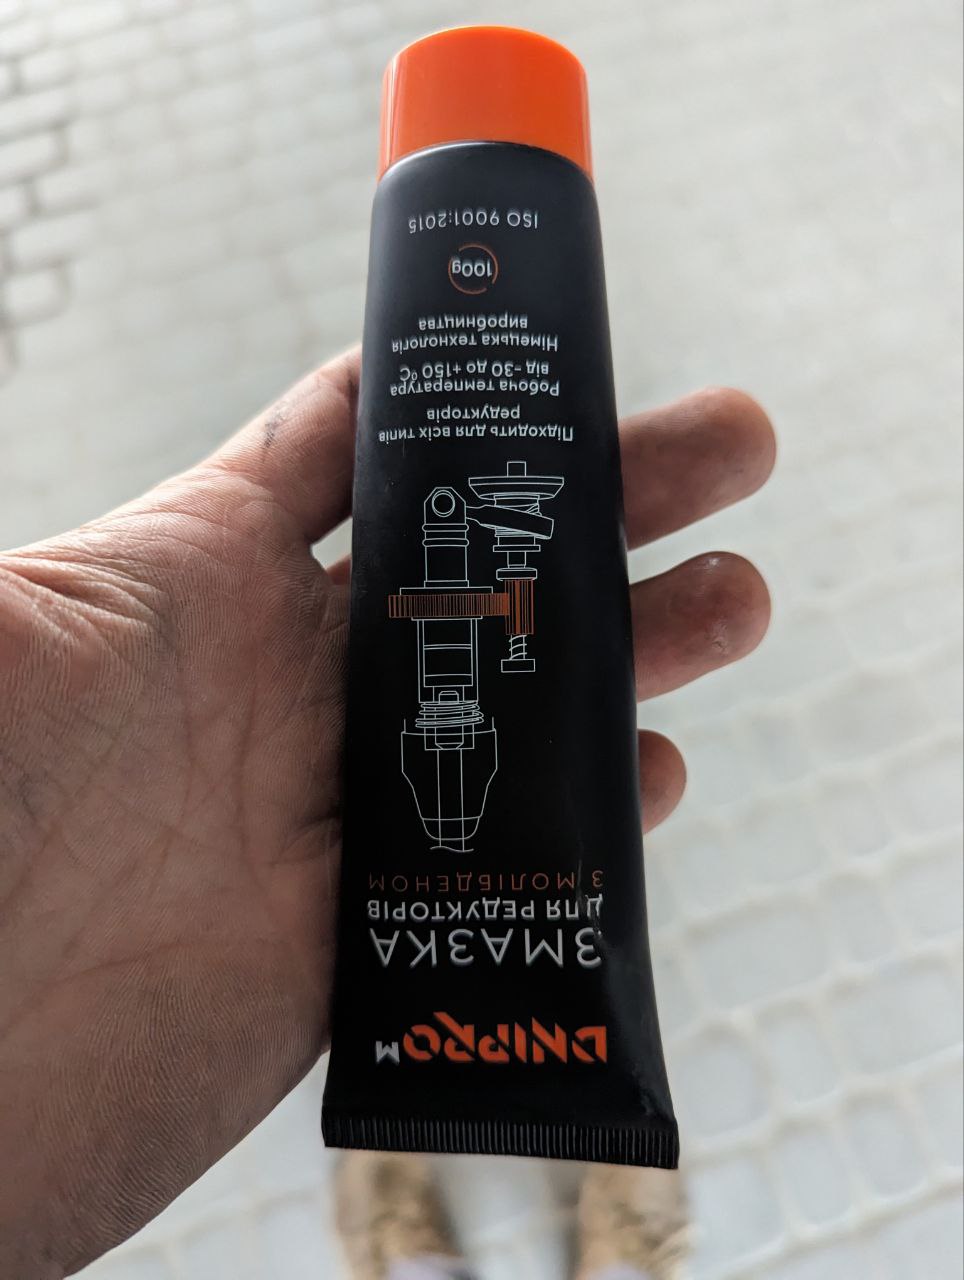 DNIPRO M
ЗМАЗКА
ДЛЯ РЕДУКТОРІВ
З МОЛІБДЕНОМ
Підходить для всіх типів
редукторів
Робоча температура
від -30 до +150 ºC
Німецька технологія
виробництва
100g
ISO 9001:2015